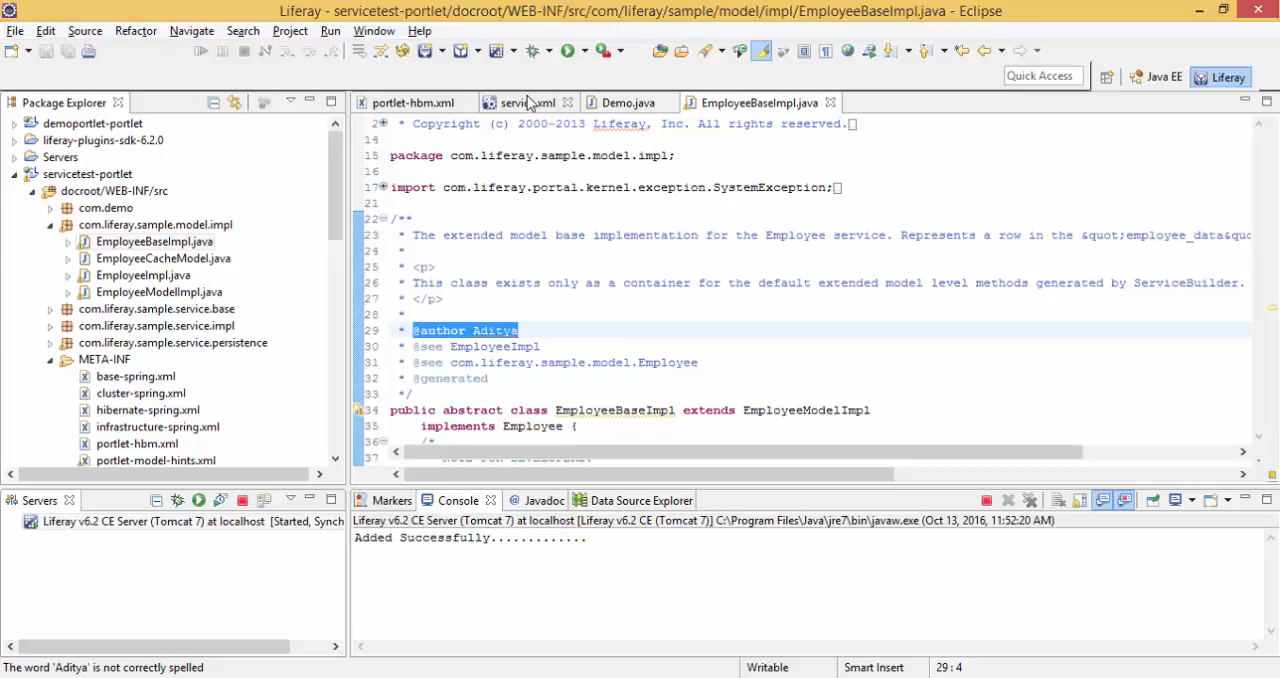 Liferay - servicetest-portlet/docroot/WEB-INF/src/com/liferay/sample/model/impl/EmployeeBaseImpl.java - Eclipse
File Edit Source Refactor Navigate Search Project Run Window Help
Quick Access Java EE Liferay
Package Explorer
demoportlet-portlet
liferay-plugins-sdk-6.2.0
Servers
servicetest-portlet
docroot/WEB-INF/src
com.demo
com.liferay.sample.model.impl
EmployeeBaseImpl.java
EmployeeCacheModel.java
EmployeeImpl.java
EmployeeModelImpl.java
com.liferay.sample.service.base
com.liferay.sample.service.impl
com.liferay.sample.service.persistence
META-INF
base-spring.xml
cluster-spring.xml
hibernate-spring.xml
infrastructure-spring.xml
portlet-hbm.xml
portlet-model-hints.xml
portlet-hbm.xml service.xml Demo.java EmployeeBaseImpl.java
2 * Copyright (c) 2000-2013 Liferay, Inc. All rights reserved.
14
15 package com.liferay.sample.model.impl;
16
17 import com.liferay.portal.kernel.exception.SystemException;
21
22 /**
23 * The extended model base implementation for the Employee service. Represents a row in the &quot;employee_data&quo
24 *
25 * <p>
26 * This class exists only as a container for the default extended model level methods generated by ServiceBuilder.
27 * </p>
28 *
29 * @author Aditya
30 * @see EmployeeImpl
31 * @see com.liferay.sample.model.Employee
32 * @generated
33 */
34 public abstract class EmployeeBaseImpl extends EmployeeModelImpl
35 implements Employee {
36 /*
37
Servers
Liferay v6.2 CE Server (Tomcat 7) at localhost [Started, Synch
Markers Console Javadoc Data Source Explorer
Liferay v6.2 CE Server (Tomcat 7) at localhost [Liferay v6.2 CE Server (Tomcat 7)] C:\Program Files\Java\jre7\bin\javaw.exe (Oct 13, 2016, 11:52:20 AM)
Added Successfully.............
The word 'Aditya' is not correctly spelled Writable Smart Insert 29 : 4